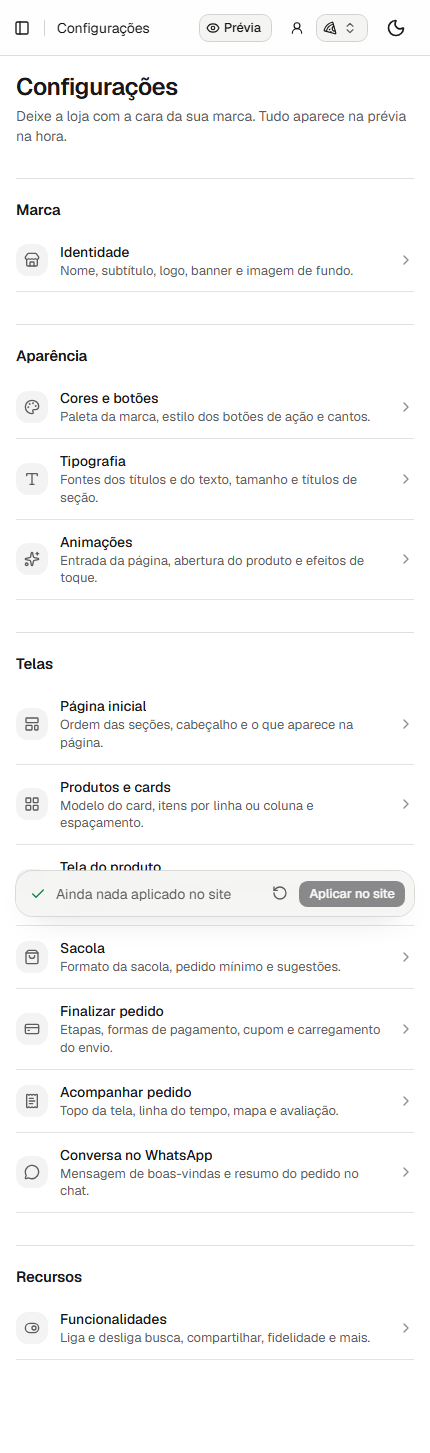 Configurações
Prévia
Configurações
Deixe a loja com a cara da sua marca. Tudo aparece na prévia
na hora.
Marca
Identidade
Nome, subtítulo, logo, banner e imagem de fundo.
Aparência
Cores e botões
Paleta da marca, estilo dos botões de ação e cantos.
Tipografia
Fontes dos títulos e do texto, tamanho e títulos de
seção.
Animações
Entrada da página, abertura do produto e efeitos de
toque.
Telas
Página inicial
Ordem das seções, cabeçalho e o que aparece na
página.
Produtos e cards
Modelo do card, itens por linha ou coluna e
espaçamento.
Tela do produto
Ainda nada aplicado no site
Aplicar no site
Sacola
Formato da sacola, pedido mínimo e sugestões.
Finalizar pedido
Etapas, formas de pagamento, cupom e carregamento
do envio.
Acompanhar pedido
Topo da tela, linha do tempo, mapa e avaliação.
Conversa no WhatsApp
Mensagem de boas-vindas e resumo do pedido no
chat.
Recursos
Funcionalidades
Liga e desliga busca, compartilhar, fidelidade e mais.